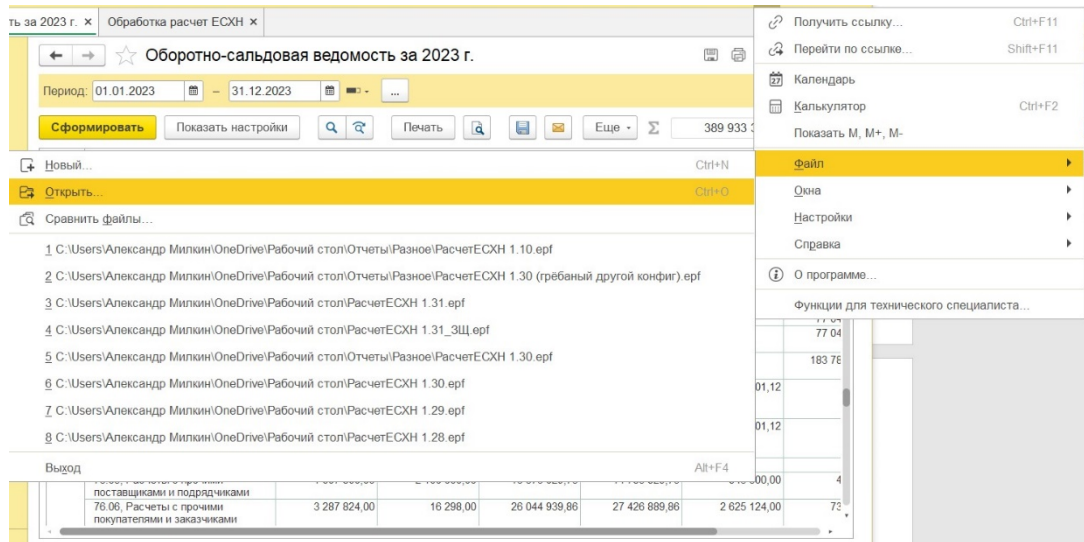 ть за 2023 г. ×
Обработка расчет ЕСХН ×
Оборотно-сальдовая ведомость за 2023 г.
Период: 01.01.2023 – 31.12.2023 ...
Сформировать Показать настройки Печать Еще Σ 389 933
Получить ссылку... Ctrl+F11
Перейти по ссылке... Shift+F11
Календарь
Калькулятор Ctrl+F2
Показать M, M+, M-
Файл
Окна
Настройки
Справка
О программе...
Функции для технического специалиста...
Новый... Ctrl+N
Открыть... Ctrl+O
Сравнить файлы...
1 C:\Users\Александр Милкин\OneDrive\Рабочий стол\Отчеты\Разное\РасчетЕСХН 1.10.epf
2 C:\Users\Александр Милкин\OneDrive\Рабочий стол\Отчеты\Разное\РасчетЕСХН 1.30 (грёбаный другой конфиг).epf
3 C:\Users\Александр Милкин\OneDrive\Рабочий стол\РасчетЕСХН 1.31.epf
4 C:\Users\Александр Милкин\OneDrive\Рабочий стол\РасчетЕСХН 1.31_ЗЩ.epf
5 C:\Users\Александр Милкин\OneDrive\Рабочий стол\Отчеты\Разное\РасчетЕСХН 1.30.epf
6 C:\Users\Александр Милкин\OneDrive\Рабочий стол\РасчетЕСХН 1.30.epf
7 C:\Users\Александр Милкин\OneDrive\Рабочий стол\РасчетЕСХН 1.29.epf
8 C:\Users\Александр Милкин\OneDrive\Рабочий стол\РасчетЕСХН 1.28.epf
Выход Alt+F4
77 04
183 78
01,12
01,12
поставщиками и подрядчиками
76.06, Расчеты с прочими 3 287 824,00 16 298,00 26 044 939,86 27 426 889,86 2 625 124,00 73
покупателями и заказчиками